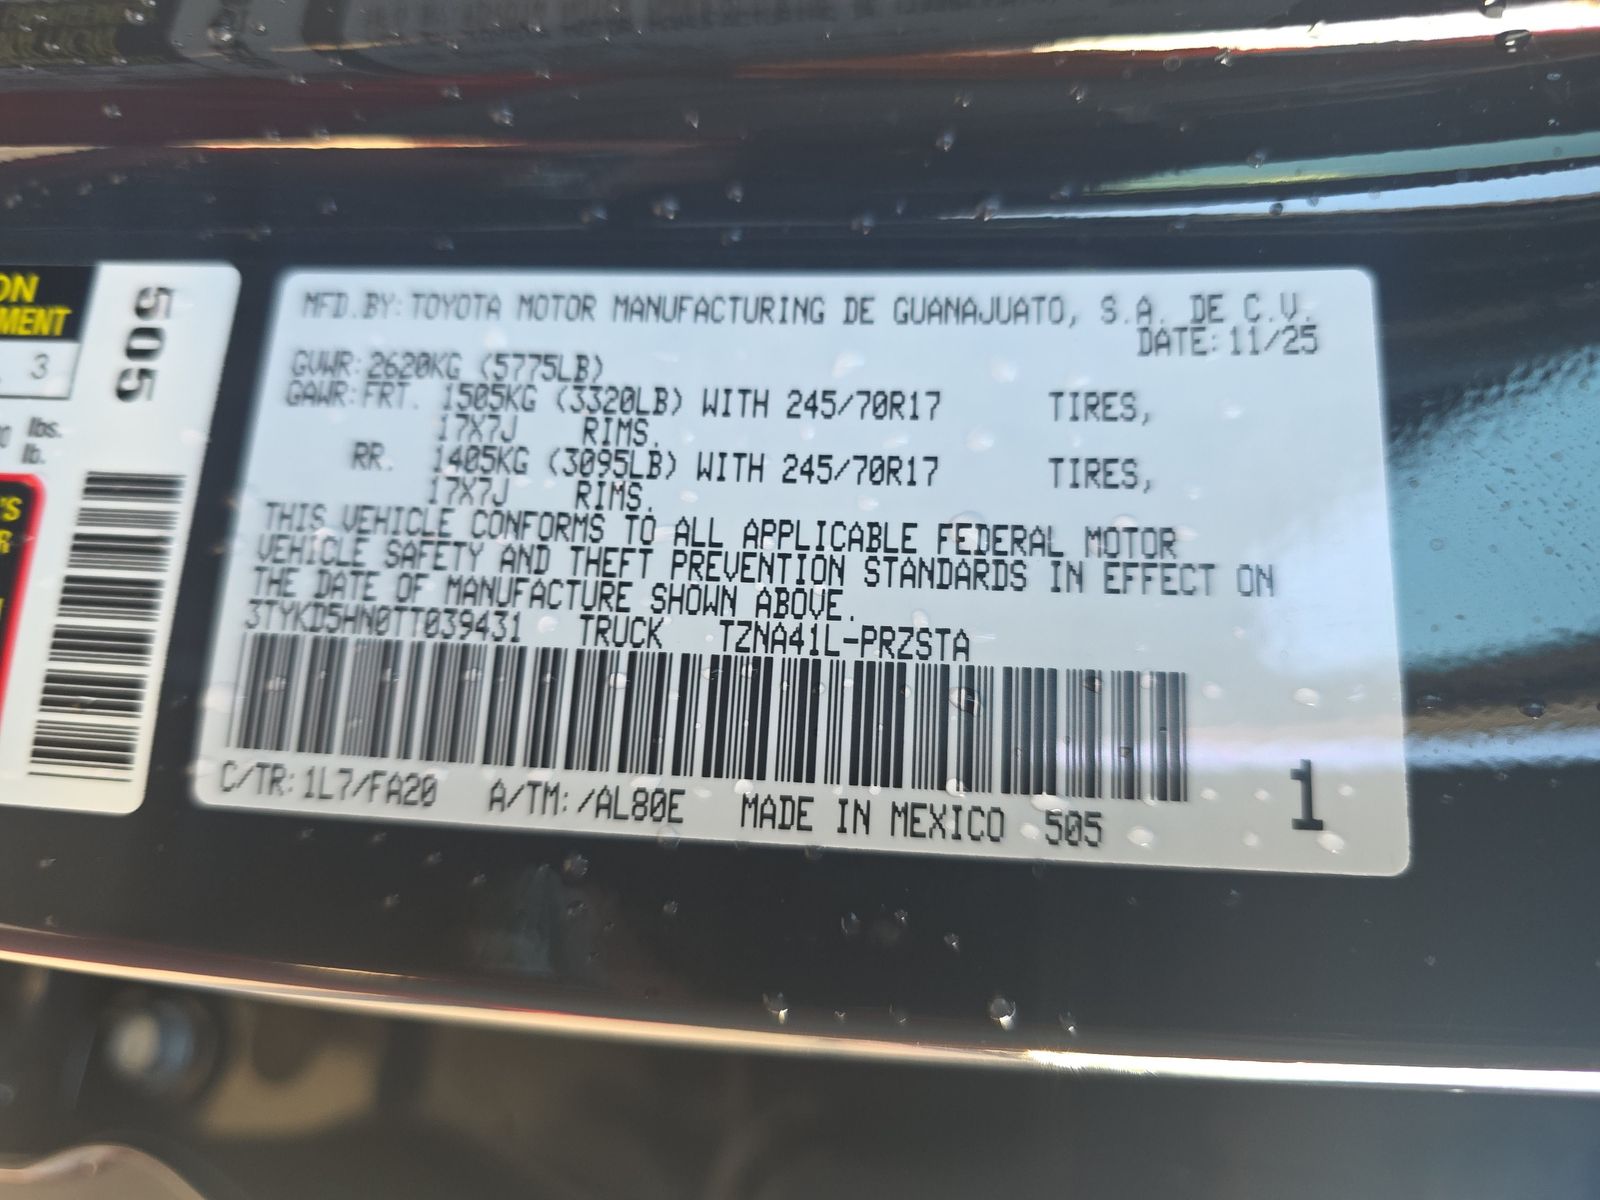 MFD.BY: TOYOTA MOTOR MANUFACTURING DE GUANAJUATO, S.A. DE C.V.
DATE: 11/25
GVWR: 2620KG (5775LB)
GAWR: FRT. 1505KG (3320LB) WITH 245/70R17 TIRES,
17X7J RIMS.
RR. 1405KG (3095LB) WITH 245/70R17 TIRES,
17X7J RIMS.
THIS VEHICLE CONFORMS TO ALL APPLICABLE FEDERAL MOTOR
VEHICLE SAFETY AND THEFT PREVENTION STANDARDS IN EFFECT ON
THE DATE OF MANUFACTURE SHOWN ABOVE.
3TYKD5HN0TT039431 TRUCK TZNA41L-PRZSTA
C/TR: 1L7/FA20 A/TM: /AL80E MADE IN MEXICO 505
1
505
3
lbs.
lb.